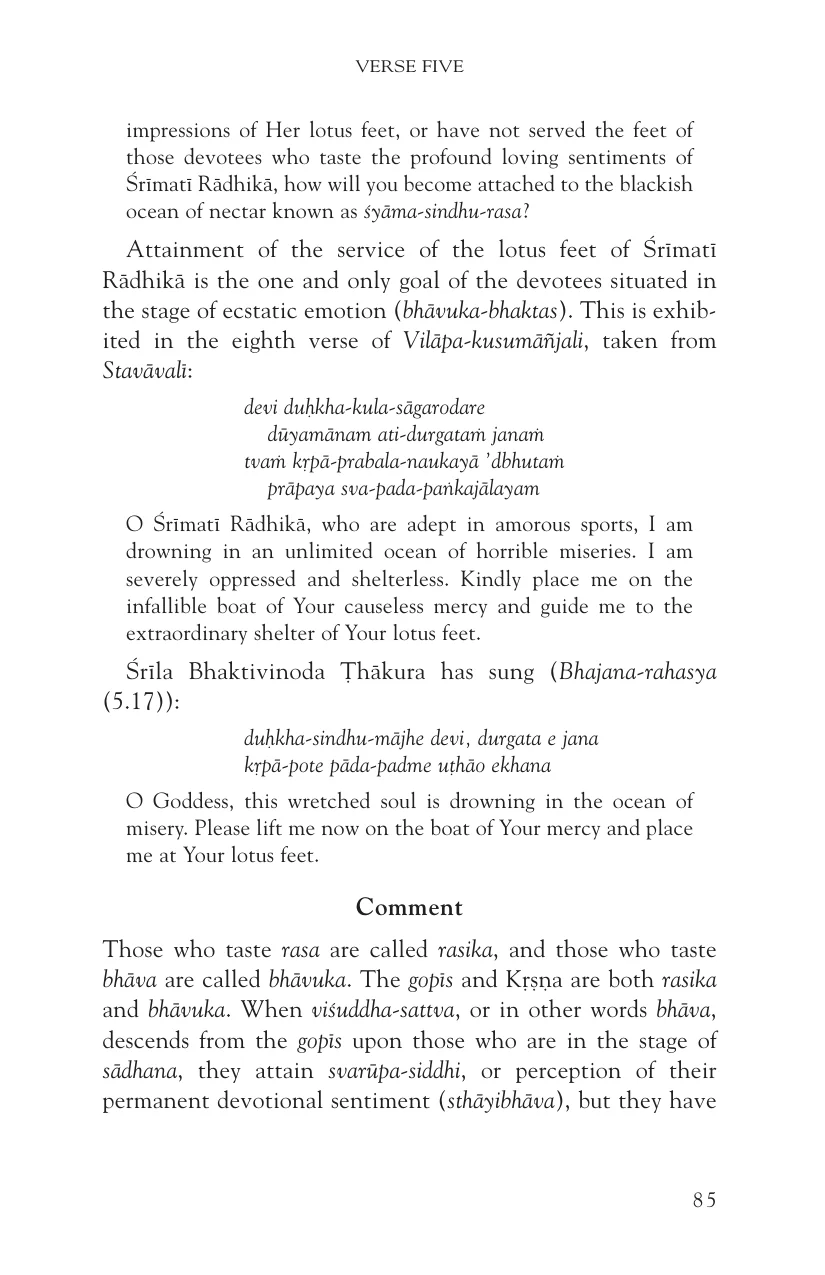 VERSE FIVE
impressions of Her lotus feet, or have not served the feet of
those devotees who taste the profound loving sentiments of
Śrīmatī Rādhikā, how will you become attached to the blackish
ocean of nectar known as śyāma-sindhu-rasa?
Attainment of the service of the lotus feet of Śrīmatī
Rādhikā is the one and only goal of the devotees situated in
the stage of ecstatic emotion (bhāvuka-bhaktas). This is exhib-
ited in the eighth verse of Vilāpa-kusumāñjali, taken from
Stavāvalī:
devi duḥkha-kula-sāgarodare
dūyamānam ati-durgataṁ janaṁ
tvaṁ kṛpā-prabala-naukayā ’dbhutaṁ
prāpaya sva-pada-paṅkajālayam
O Śrīmatī Rādhikā, who are adept in amorous sports, I am
drowning in an unlimited ocean of horrible miseries. I am
severely oppressed and shelterless. Kindly place me on the
infallible boat of Your causeless mercy and guide me to the
extraordinary shelter of Your lotus feet.
Śrīla Bhaktivinoda Ṭhākura has sung (Bhajana-rahasya
(5.17)):
duḥkha-sindhu-mājhe devi, durgata e jana
kṛpā-pote pāda-padme uṭhāo ekhana
O Goddess, this wretched soul is drowning in the ocean of
misery. Please lift me now on the boat of Your mercy and place
me at Your lotus feet.
Comment
Those who taste rasa are called rasika, and those who taste
bhāva are called bhāvuka. The gopīs and Kṛṣṇa are both rasika
and bhāvuka. When viśuddha-sattva, or in other words bhāva,
descends from the gopīs upon those who are in the stage of
sādhana, they attain svarūpa-siddhi, or perception of their
permanent devotional sentiment (sthāyibhāva), but they have
85